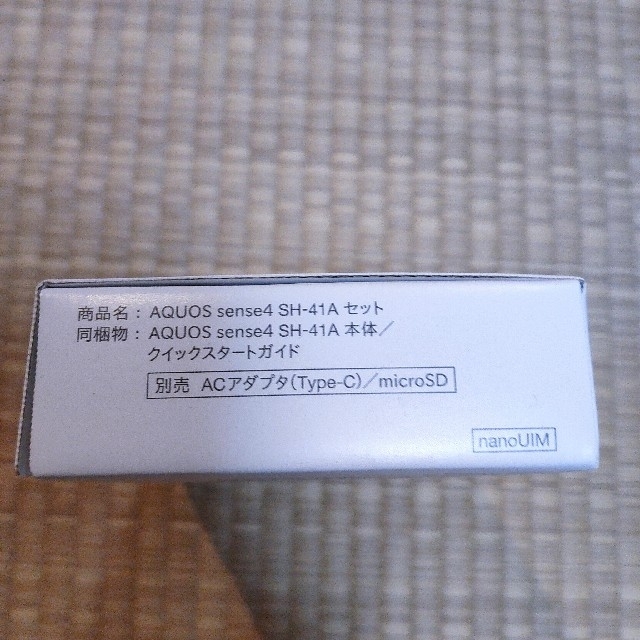 商品名：AQUOS sense4 SH-41A セット
同梱物：AQUOS sense4 SH-41A 本体／
クイックスタートガイド
別売 ACアダプタ(Type-C)／microSD
nanoUIM